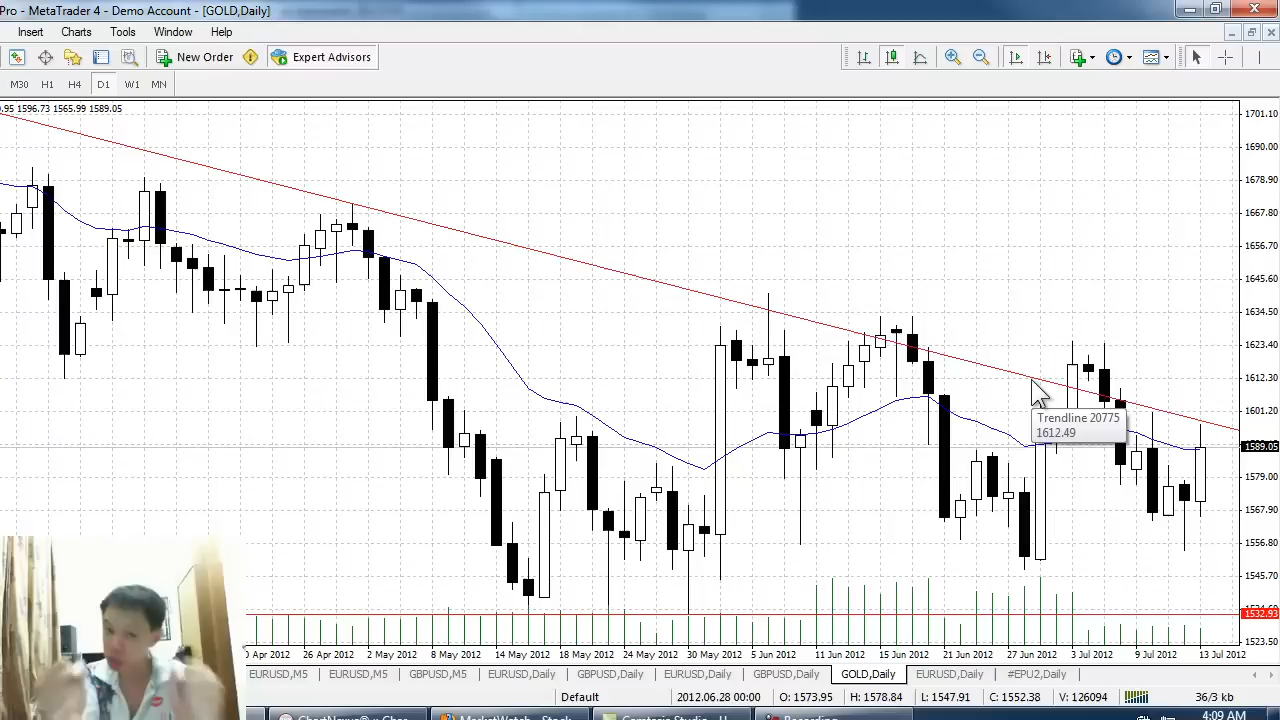 Pro - MetaTrader 4 - Demo Account - [GOLD,Daily]
Insert Charts Tools Window Help
New Order Expert Advisors
M30 H1 H4 D1 W1 MN
.95 1596.73 1565.99 1589.05
1701.10
1690.00
1678.90
1667.80
1656.70
1645.60
1634.50
1623.40
1612.30
1601.20
1589.05
1579.00
1567.90
1556.80
1545.70
1532.93
1523.50
Trendline 20775
1612.49
Apr 2012 26 Apr 2012 2 May 2012 8 May 2012 14 May 2012 18 May 2012 24 May 2012 30 May 2012 5 Jun 2012 11 Jun 2012 15 Jun 2012 21 Jun 2012 27 Jun 2012 3 Jul 2012 9 Jul 2012 13 Jul 2012
EURUSD,M5 EURUSD,M5 GBPUSD,M5 EURUSD,Daily GBPUSD,Daily USDCHF,Daily GBPUSD,Daily GOLD,Daily EURUSD,Daily #EPU2,Daily
Default 2012.06.28 00:00 O: 1573.95 H: 1578.84 L: 1547.91 C: 1552.38 V: 126094 36/3 kb
MarketWatch - Stock
Camtasia Studio
Recording
4:09 AM